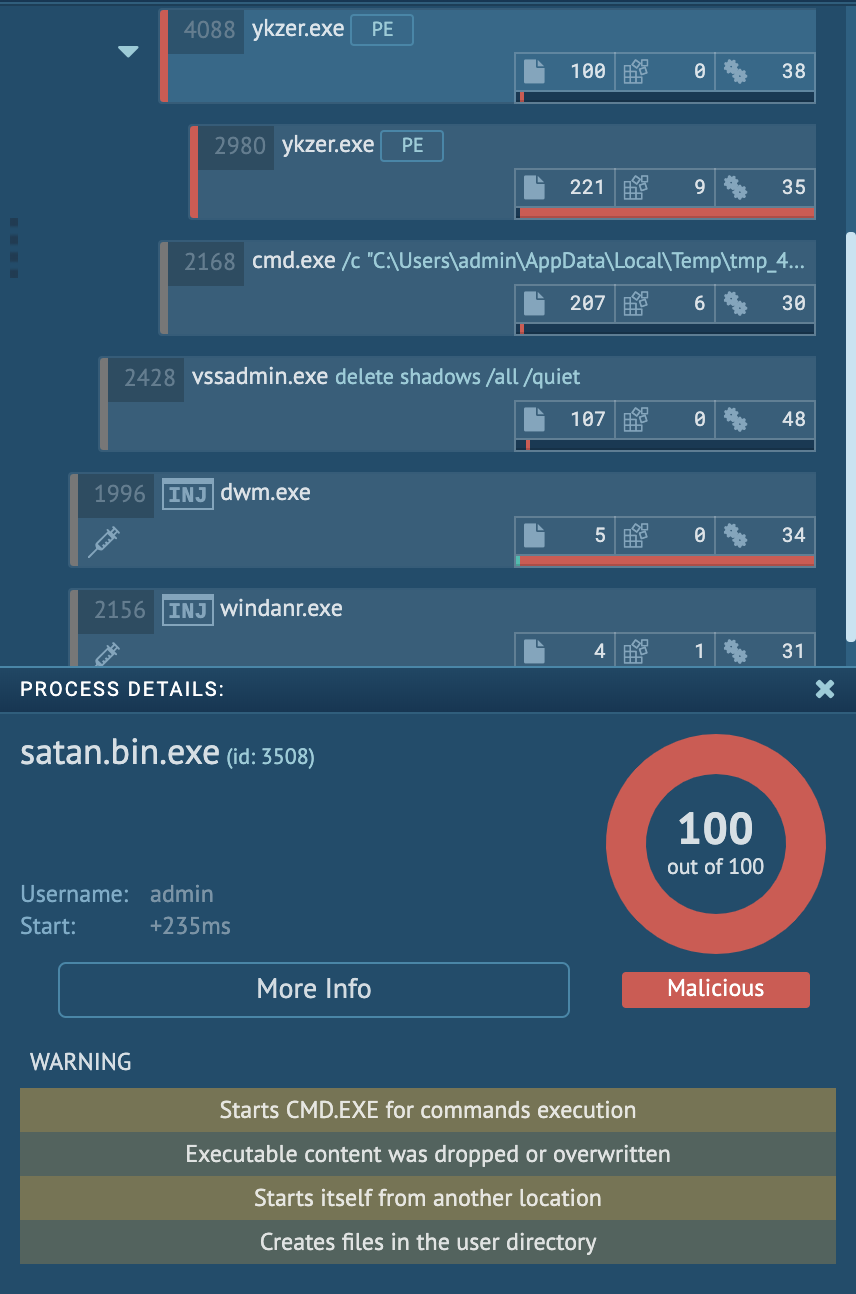 4088 ykzer.exe PE
100 0 38
2980 ykzer.exe PE
221 9 35
2168 cmd.exe /c "C:\Users\admin\AppData\Local\Temp\tmp_4...
207 6 30
2428 vssadmin.exe delete shadows /all /quiet
107 0 48
1996 INJ dwm.exe
5 0 34
2156 INJ windanr.exe
4 1 31
PROCESS DETAILS:
satan.bin.exe (id: 3508)
100
out of 100
Username: admin
Start: +235ms
More Info
Malicious
WARNING
Starts CMD.EXE for commands execution
Executable content was dropped or overwritten
Starts itself from another location
Creates files in the user directory